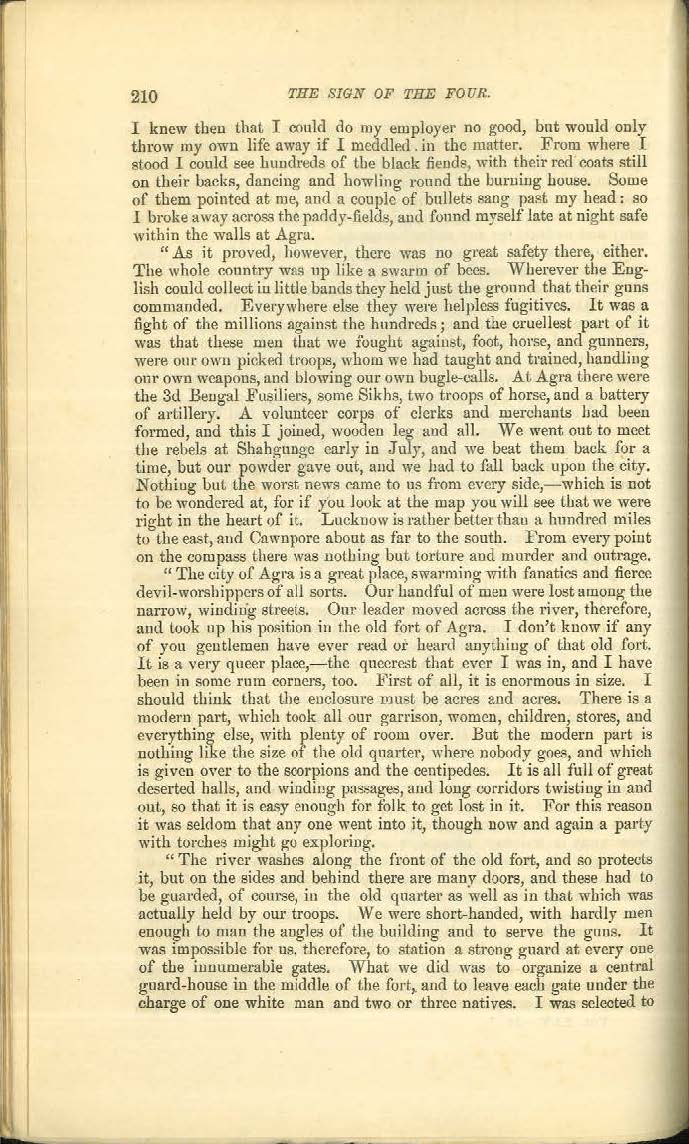 210 THE SIGN OF THE FOUR.
I knew then that I could do my employer no good, but would only
throw my own life away if I meddled. in the matter. From where I
stood I could see hundreds of the black fiends, with their red coats still
on their backs, dancing and howling round the burning house. Some
of them pointed at me, and a couple of bullets sang past my head: so
I broke away across the paddy-fields, and found myself late at night safe
within the walls at Agra.
“As it proved, however, there was no great safety there, either.
The whole country was up like a swarm of bees. Wherever the Eng-
lish could collect in little bands they held just the ground that their guns
commanded. Everywhere else they were helpless fugitives. It was a
fight of the millions against the hundreds; and the cruellest part of it
was that these men that we fought against, foot, horse, and gunners,
were our own picked troops, whom we had taught and trained, handling
our own weapons, and blowing our own bugle-calls. At Agra there were
the 3d Bengal Fusiliers, some Sikhs, two troops of horse, and a battery
of artillery. A volunteer corps of clerks and merchants had been
formed, and this I joined, wooden leg and all. We went out to meet
the rebels at Shahgunge early in July, and we beat them back for a
time, but our powder gave out, and we had to fall back upon the city.
Nothing but the worst news came to us from every side,—which is not
to be wondered at, for if you look at the map you will see that we were
right in the heart of it. Lucknow is rather better than a hundred miles
to the east, and Cawnpore about as far to the south. From every point
on the compass there was nothing but torture and murder and outrage.
“The city of Agra is a great place, swarming with fanatics and fierce
devil-worshippers of all sorts. Our handful of men were lost among the
narrow, winding streets. Our leader moved across the river, therefore,
and took up his position in the old fort of Agra. I don't know if any
of you gentlemen have ever read or heard anything of that old fort.
It is a very queer place,—the queerest that ever I was in, and I have
been in some rum corners, too. First of all, it is enormous in size. I
should think that the enclosure must be acres and acres. There is a
modern part, which took all our garrison, women, children, stores, and
everything else, with plenty of room over. But the modern part is
nothing like the size of the old quarter, where nobody goes, and which
is given over to the scorpions and the centipedes. It is all full of great
deserted halls, and winding passages, and long corridors twisting in and
out, so that it is easy enough for folk to get lost in it. For this reason
it was seldom that any one went into it, though now and again a party
with torches might go exploring.
“The river washes along the front of the old fort, and so protects
it, but on the sides and behind there are many doors, and these had to
be guarded, of course, in the old quarter as well as in that which was
actually held by our troops. We were short-handed, with hardly men
enough to man the angles of the building and to serve the guns. It
was impossible for us, therefore, to station a strong guard at every one
of the innumerable gates. What we did was to organize a central
guard-house in the middle of the fort, and to leave each gate under the
charge of one white man and two or three natives. I was selected to